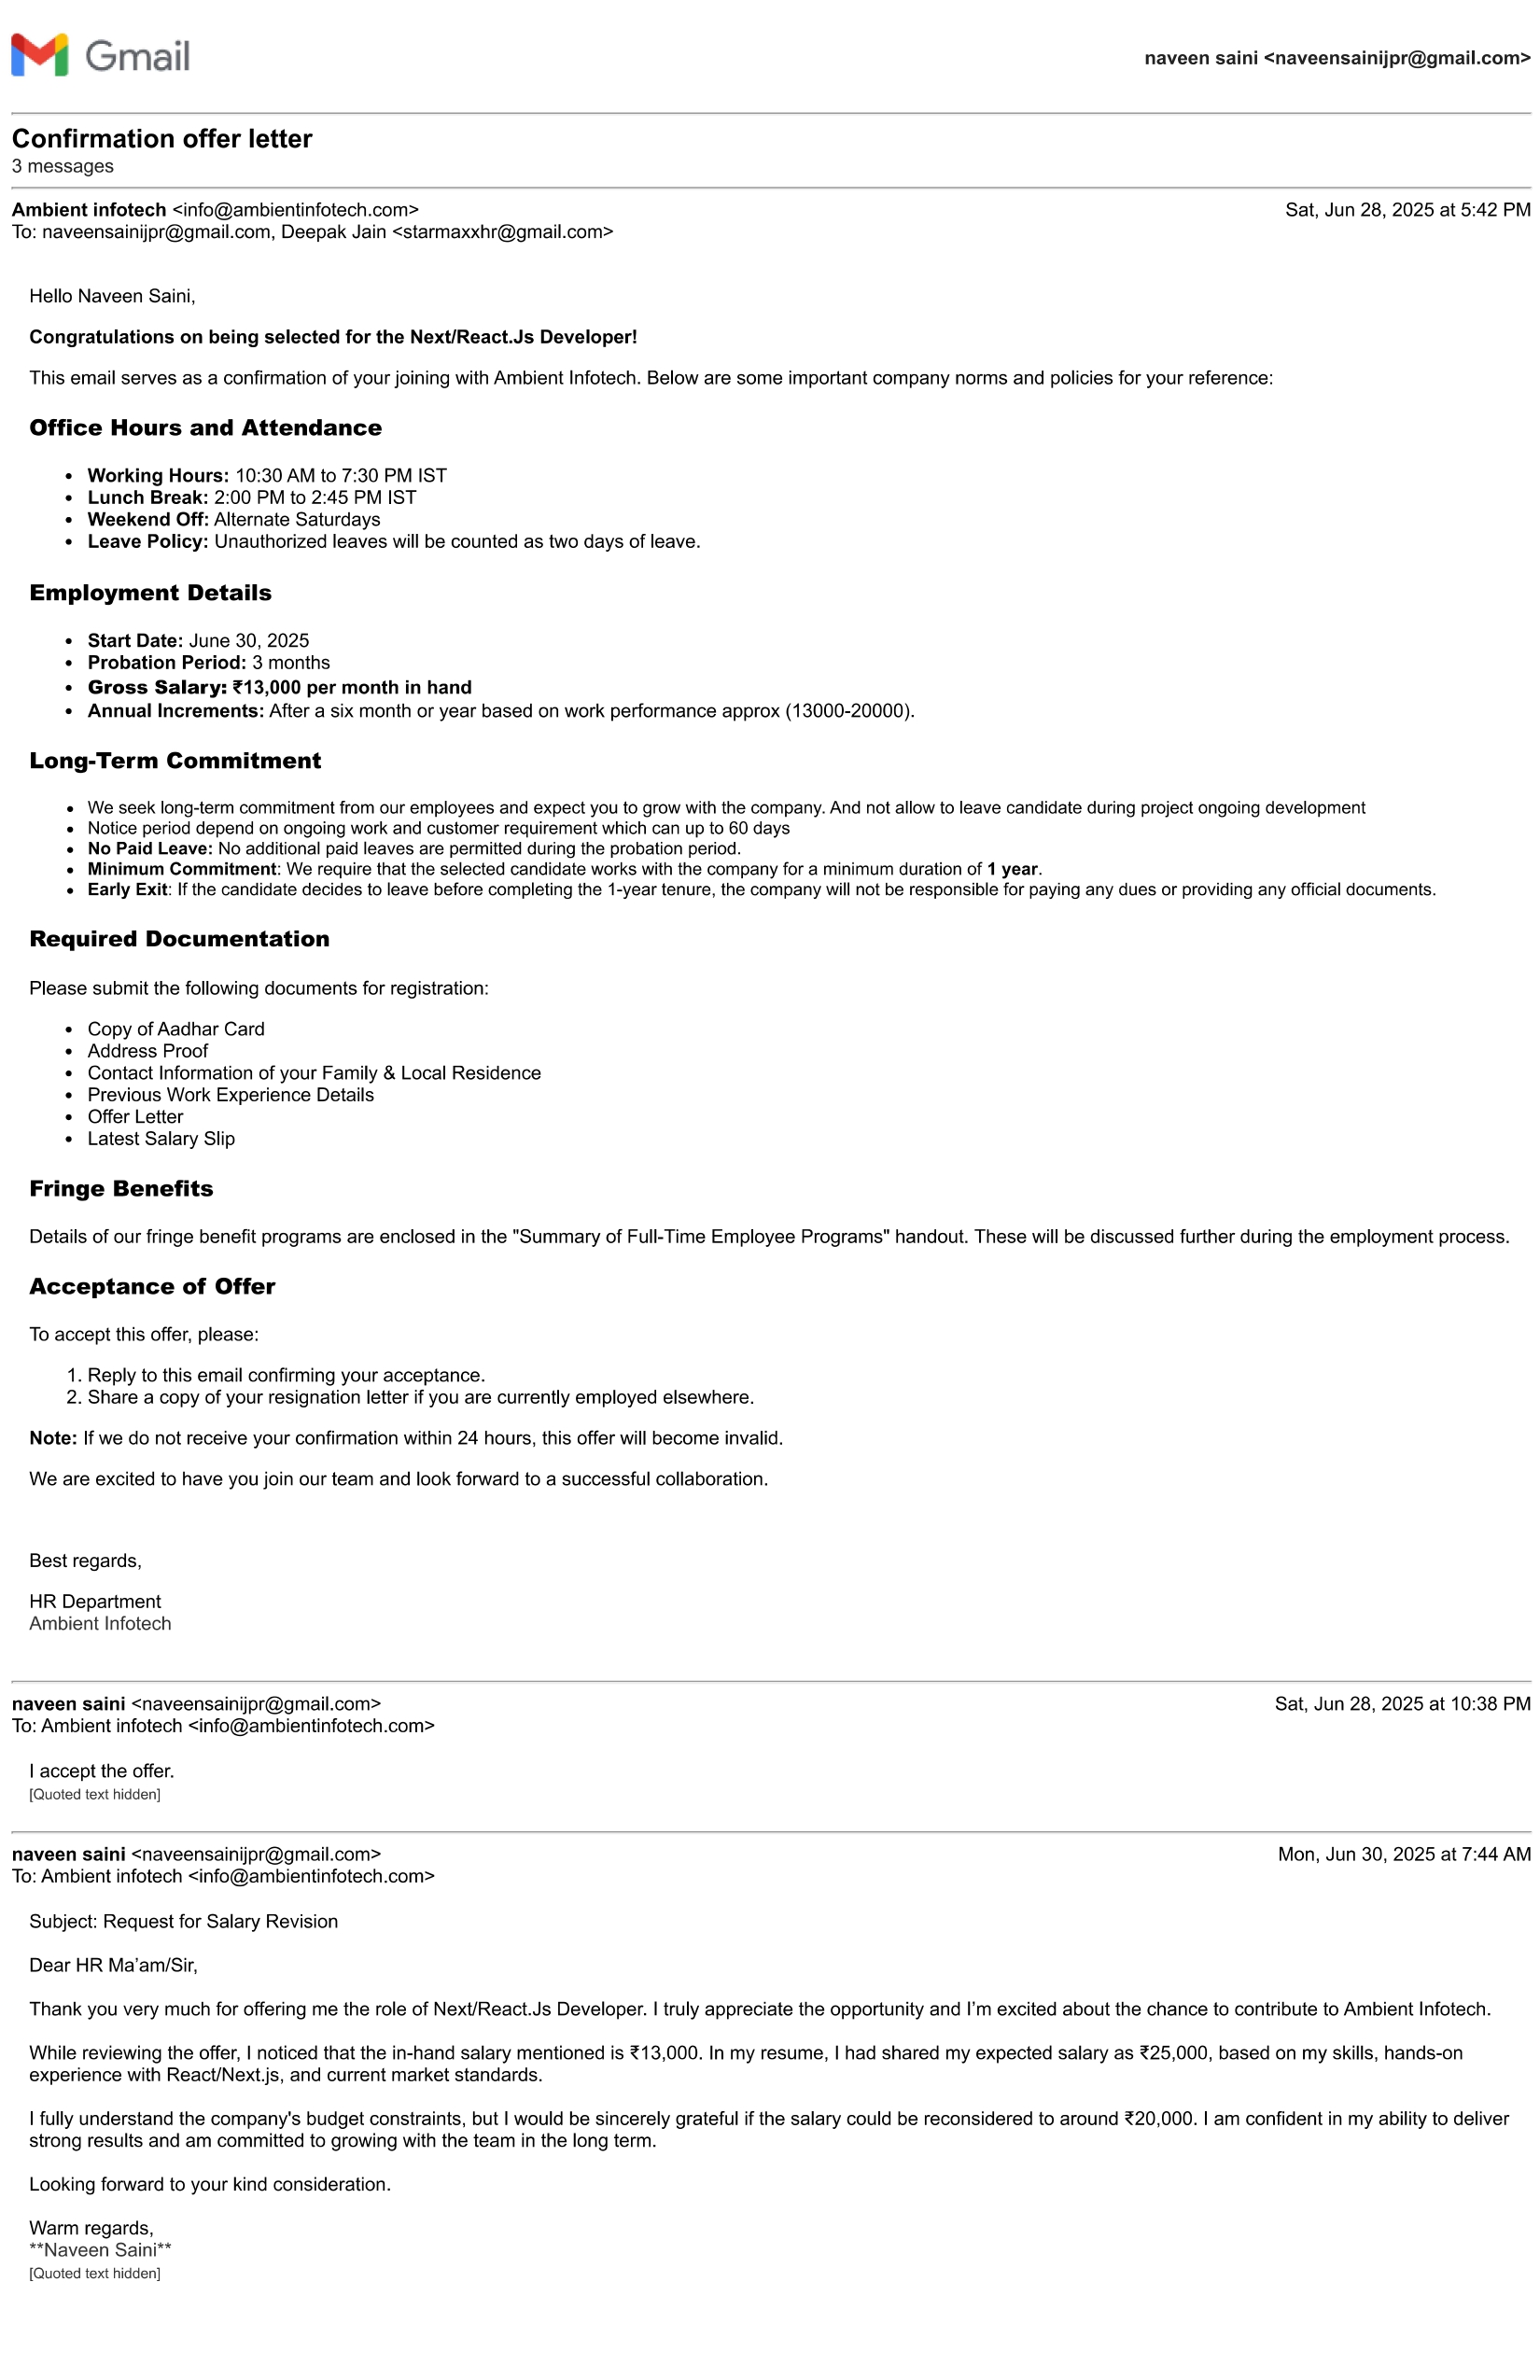 Gmail
naveen saini <naveensainijpr@gmail.com>
Confirmation offer letter
3 messages
Ambient infotech <info@ambientinfotech.com>
Sat, Jun 28, 2025 at 5:42 PM
To: naveensainijpr@gmail.com, Deepak Jain <starmaxxhr@gmail.com>
Hello Naveen Saini,
Congratulations on being selected for the Next/React.Js Developer!
This email serves as a confirmation of your joining with Ambient Infotech. Below are some important company norms and policies for your reference:
Office Hours and Attendance
• Working Hours: 10:30 AM to 7:30 PM IST
• Lunch Break: 2:00 PM to 2:45 PM IST
• Weekend Off: Alternate Saturdays
• Leave Policy: Unauthorized leaves will be counted as two days of leave.
Employment Details
• Start Date: June 30, 2025
• Probation Period: 3 months
• Gross Salary: ₹13,000 per month in hand
• Annual Increments: After a six month or year based on work performance approx (13000-20000).
Long-Term Commitment
• We seek long-term commitment from our employees and expect you to grow with the company. And not allow to leave candidate during project ongoing development
• Notice period depend on ongoing work and customer requirement which can up to 60 days
• No Paid Leave: No additional paid leaves are permitted during the probation period.
• Minimum Commitment: We require that the selected candidate works with the company for a minimum duration of 1 year.
• Early Exit: If the candidate decides to leave before completing the 1-year tenure, the company will not be responsible for paying any dues or providing any official documents.
Required Documentation
Please submit the following documents for registration:
• Copy of Aadhar Card
• Address Proof
• Contact Information of your Family & Local Residence
• Previous Work Experience Details
• Offer Letter
• Latest Salary Slip
Fringe Benefits
Details of our fringe benefit programs are enclosed in the "Summary of Full-Time Employee Programs" handout. These will be discussed further during the employment process.
Acceptance of Offer
To accept this offer, please:
1. Reply to this email confirming your acceptance.
2. Share a copy of your resignation letter if you are currently employed elsewhere.
Note: If we do not receive your confirmation within 24 hours, this offer will become invalid.
We are excited to have you join our team and look forward to a successful collaboration.
Best regards,
HR Department
Ambient Infotech
naveen saini <naveensainijpr@gmail.com>
Sat, Jun 28, 2025 at 10:38 PM
To: Ambient infotech <info@ambientinfotech.com>
I accept the offer.
[Quoted text hidden]
naveen saini <naveensainijpr@gmail.com>
Mon, Jun 30, 2025 at 7:44 AM
To: Ambient infotech <info@ambientinfotech.com>
Subject: Request for Salary Revision
Dear HR Ma’am/Sir,
Thank you very much for offering me the role of Next/React.Js Developer. I truly appreciate the opportunity and I’m excited about the chance to contribute to Ambient Infotech.
While reviewing the offer, I noticed that the in-hand salary mentioned is ₹13,000. In my resume, I had shared my expected salary as ₹25,000, based on my skills, hands-on
experience with React/Next.js, and current market standards.
I fully understand the company's budget constraints, but I would be sincerely grateful if the salary could be reconsidered to around ₹20,000. I am confident in my ability to deliver
strong results and am committed to growing with the team in the long term.
Looking forward to your kind consideration.
Warm regards,
**Naveen Saini**
[Quoted text hidden]